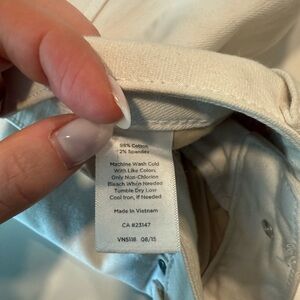 98% Cotton
2% Spandex
Machine Wash Cold
With Like Colors
Only Non-Chlorine
Bleach When Needed
Tumble Dry Low
Cool Iron, If Needed
Made in Vietnam
CA #23147
VN5118 08/15